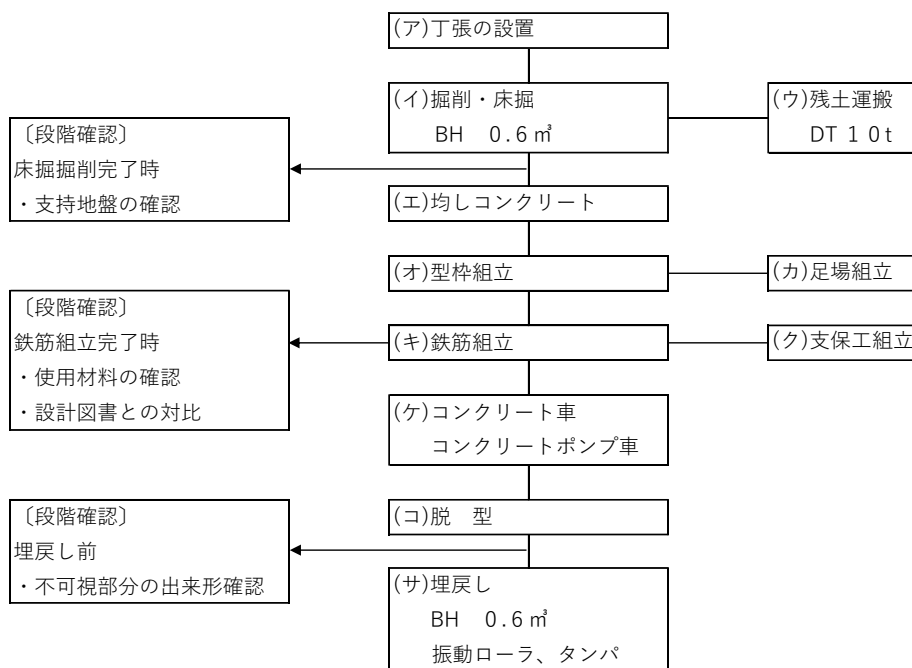 (ア)丁張の設置
(イ)掘削・床掘
BH 0.6㎥
(ウ)残土運搬
DT 10t
〔段階確認〕
床掘掘削完了時
・支持地盤の確認
(エ)均しコンクリート
(オ)型枠組立
(カ)足場組立
〔段階確認〕
鉄筋組立完了時
・使用材料の確認
・設計図書との対比
(キ)鉄筋組立
(ク)支保工組立
(ケ)コンクリート車
コンクリートポンプ車
(コ)脱 型
〔段階確認〕
埋戻し前
・不可視部分の出来形確認
(サ)埋戻し
BH 0.6㎥
振動ローラ、タンパ